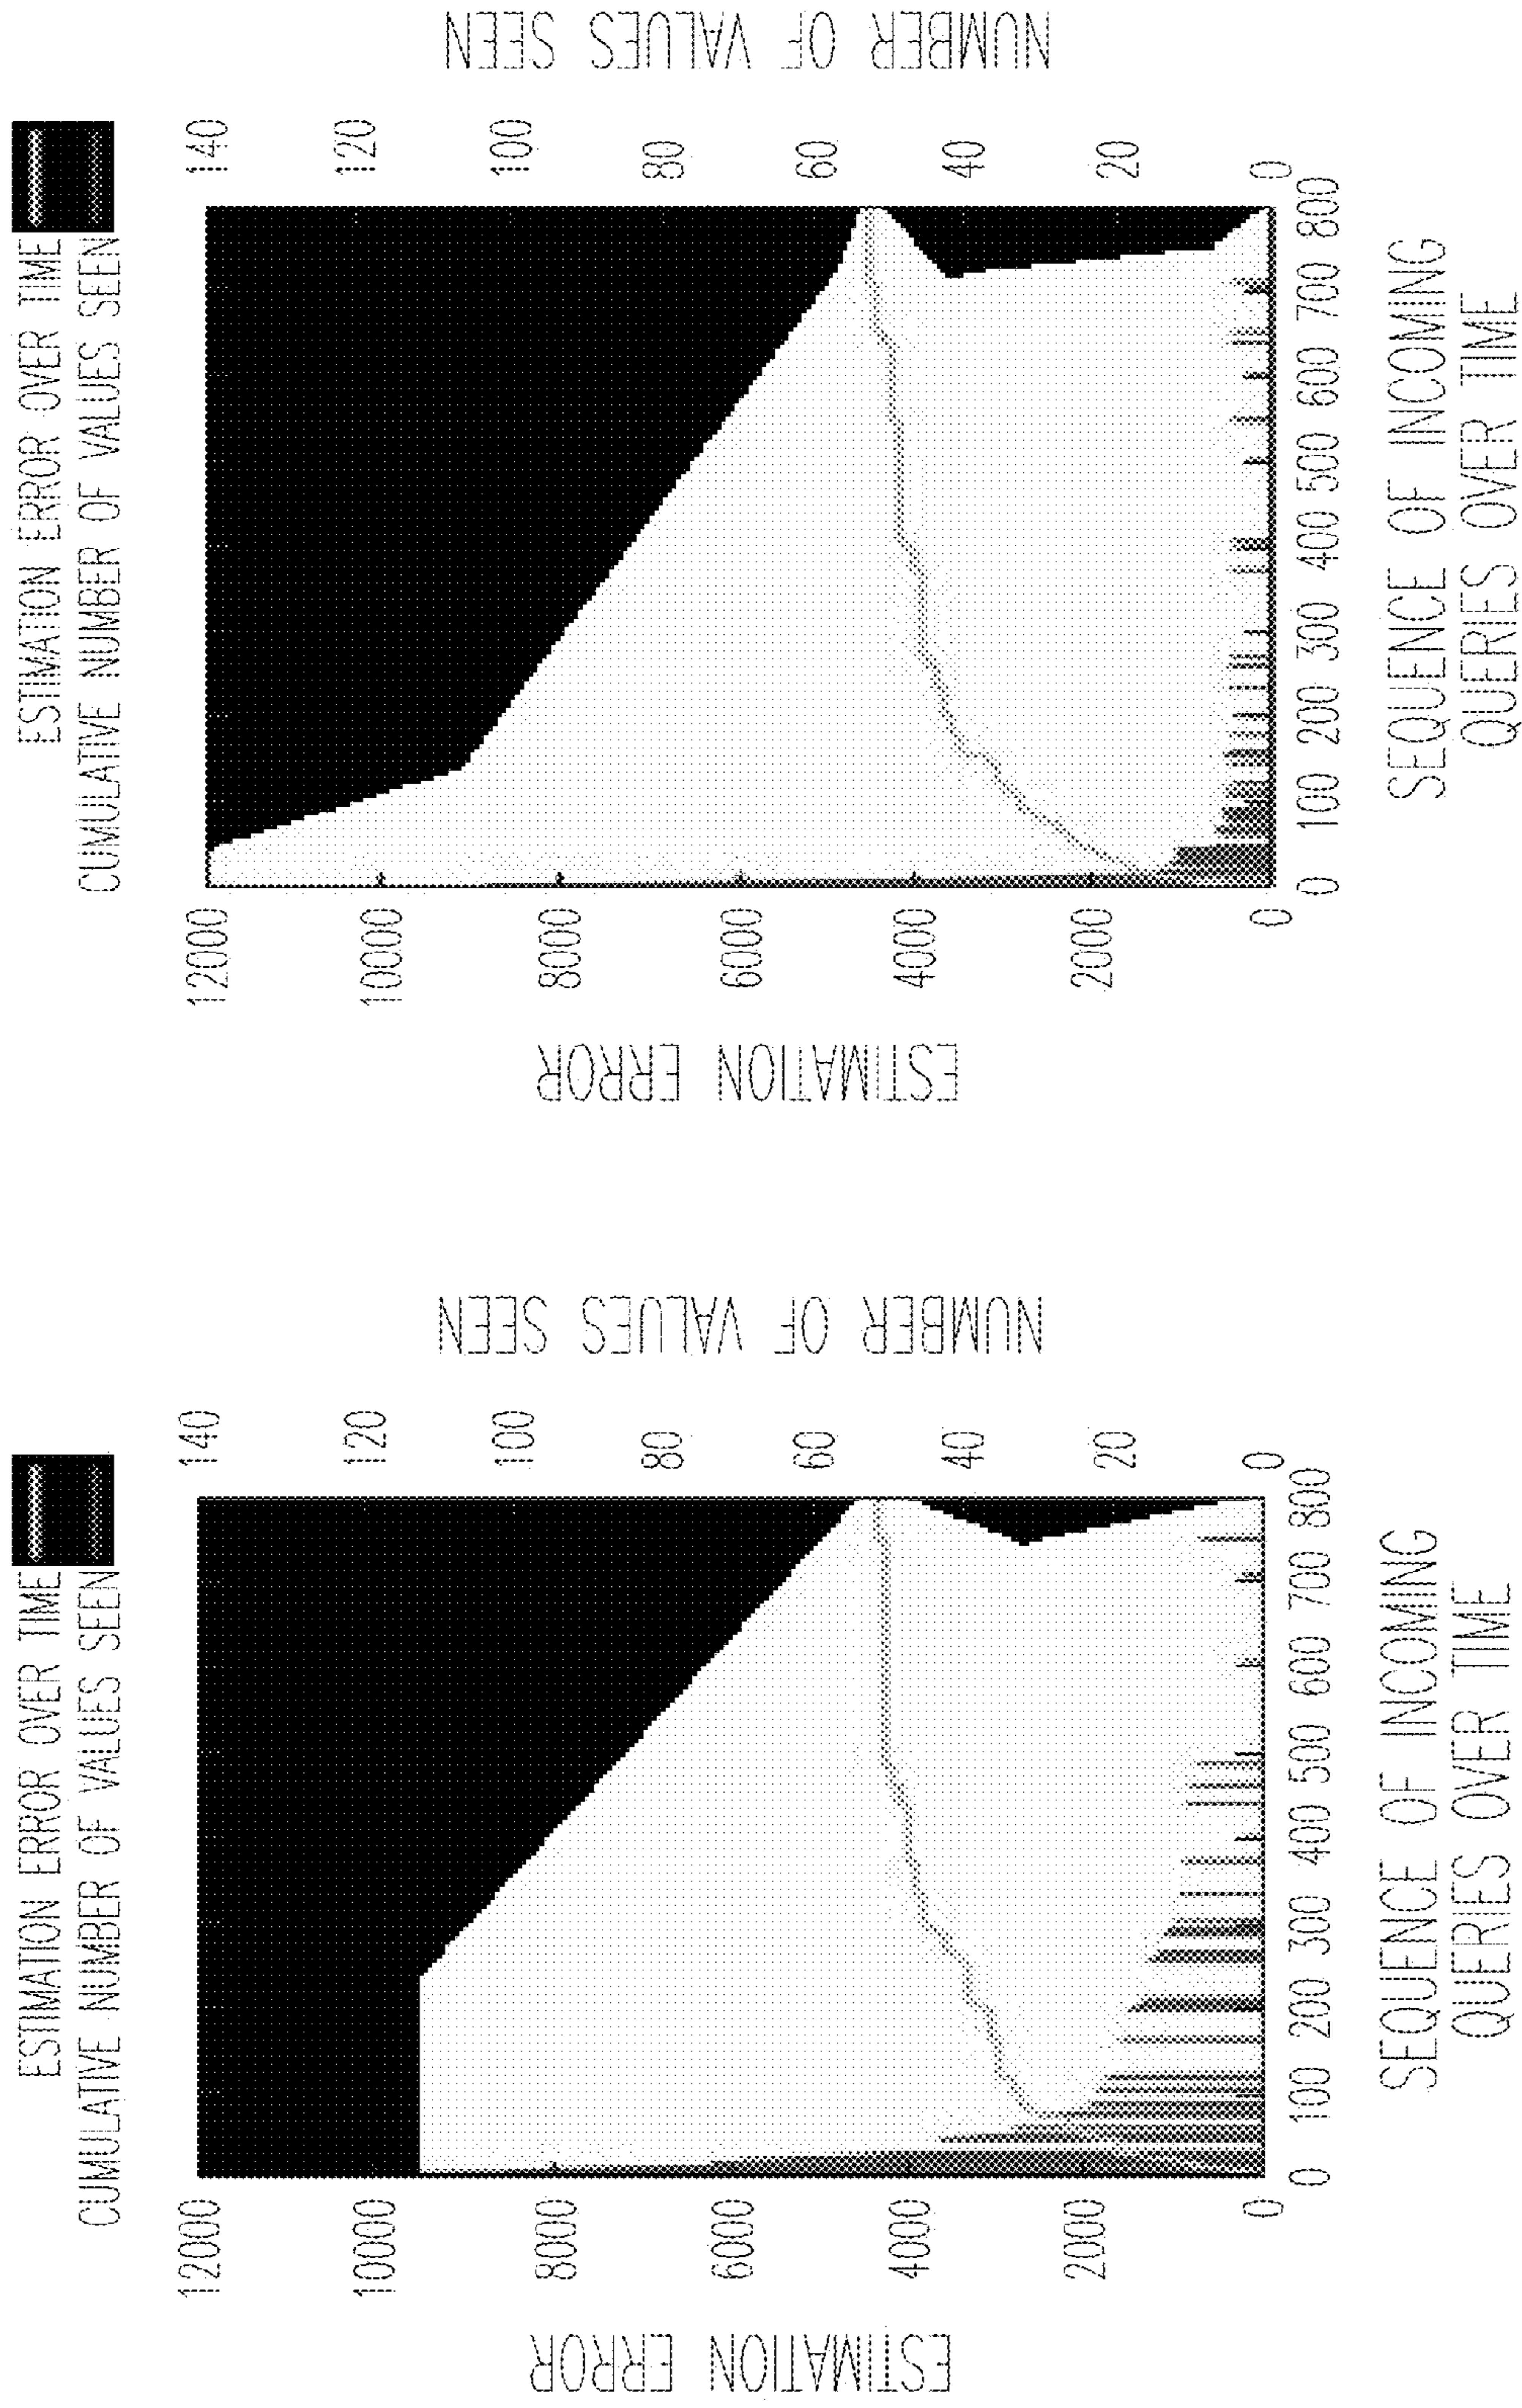 ESTIMATION ERROR OVER TIME
CUMULATIVE NUMBER OF VALUES SEEN
12000
10000
8000
6000
4000
2000
0
ESTIMATION ERROR
140
120
100
80
60
40
20
0
NUMBER OF VALUES SEEN
0 100 200 300 400 500 600 700 800
SEQUENCE OF INCOMING
QUERIES OVER TIME
ESTIMATION ERROR OVER TIME
CUMULATIVE NUMBER OF VALUES SEEN
12000
10000
8000
6000
4000
2000
0
ESTIMATION ERROR
140
120
100
80
60
40
20
0
NUMBER OF VALUES SEEN
0 100 200 300 400 500 600 700 800
SEQUENCE OF INCOMING
QUERIES OVER TIME